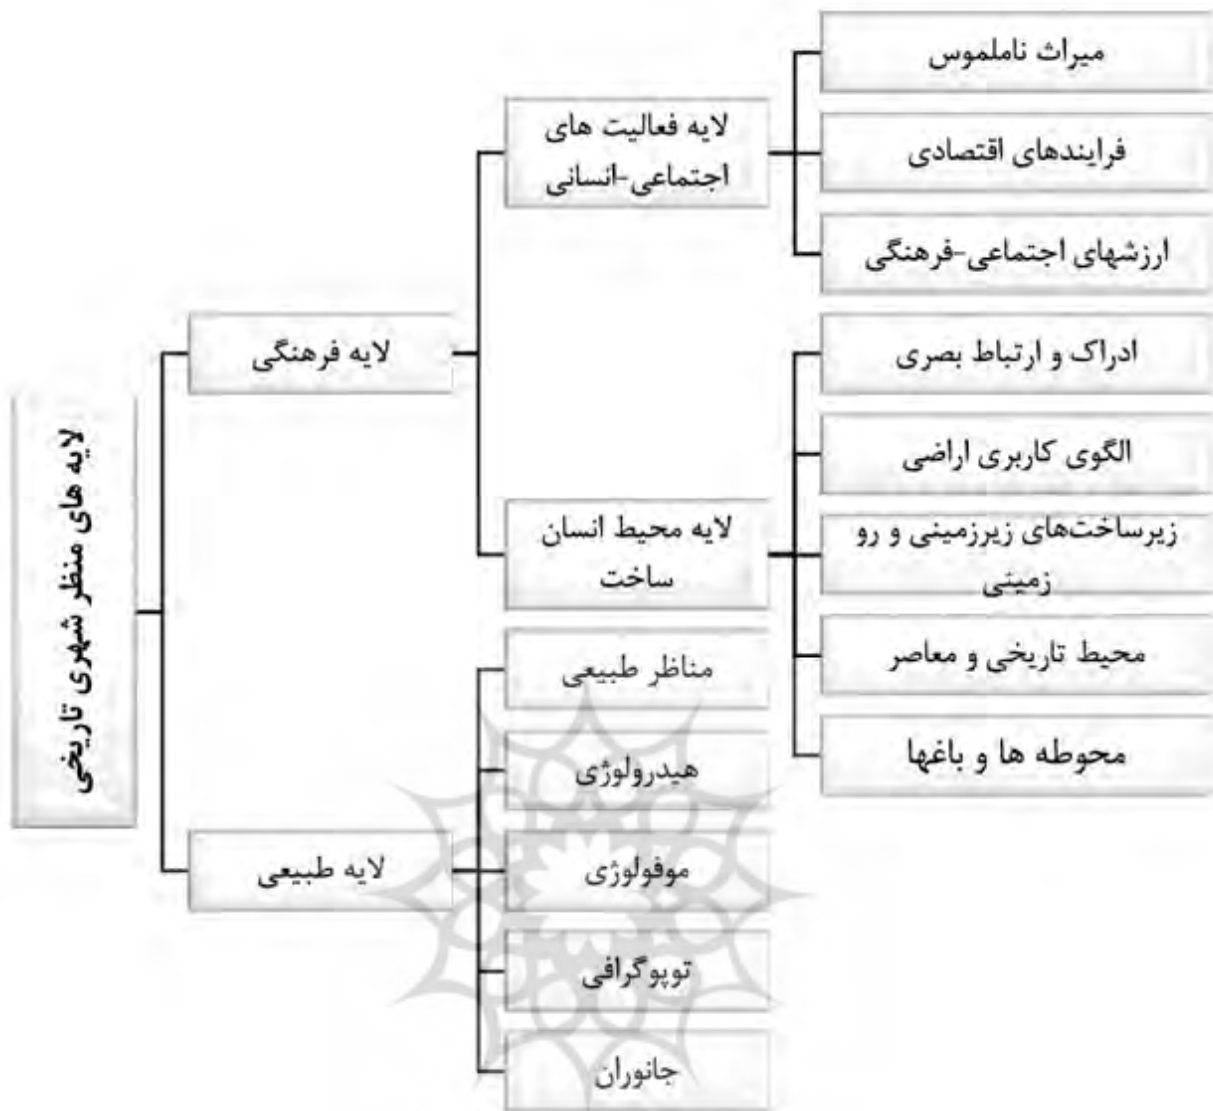 لایه های منظر شهری تاریخی
لایه فرهنگی
لایه فعالیت های
اجتماعی-انسانی
میراث ناملموس
فرایندهای اقتصادی
ارزشهای اجتماعی-فرهنگی
لایه محیط انسان
ساخت
ادراک و ارتباط بصری
الگوی کاربری اراضی
زیرساخت‌های زیرزمینی و رو
زمینی
محیط تاریخی و معاصر
محوطه ها و باغها
لایه طبیعی
مناظر طبیعی
هیدرولوژی
موفولوژی
توپوگرافی
جانوران